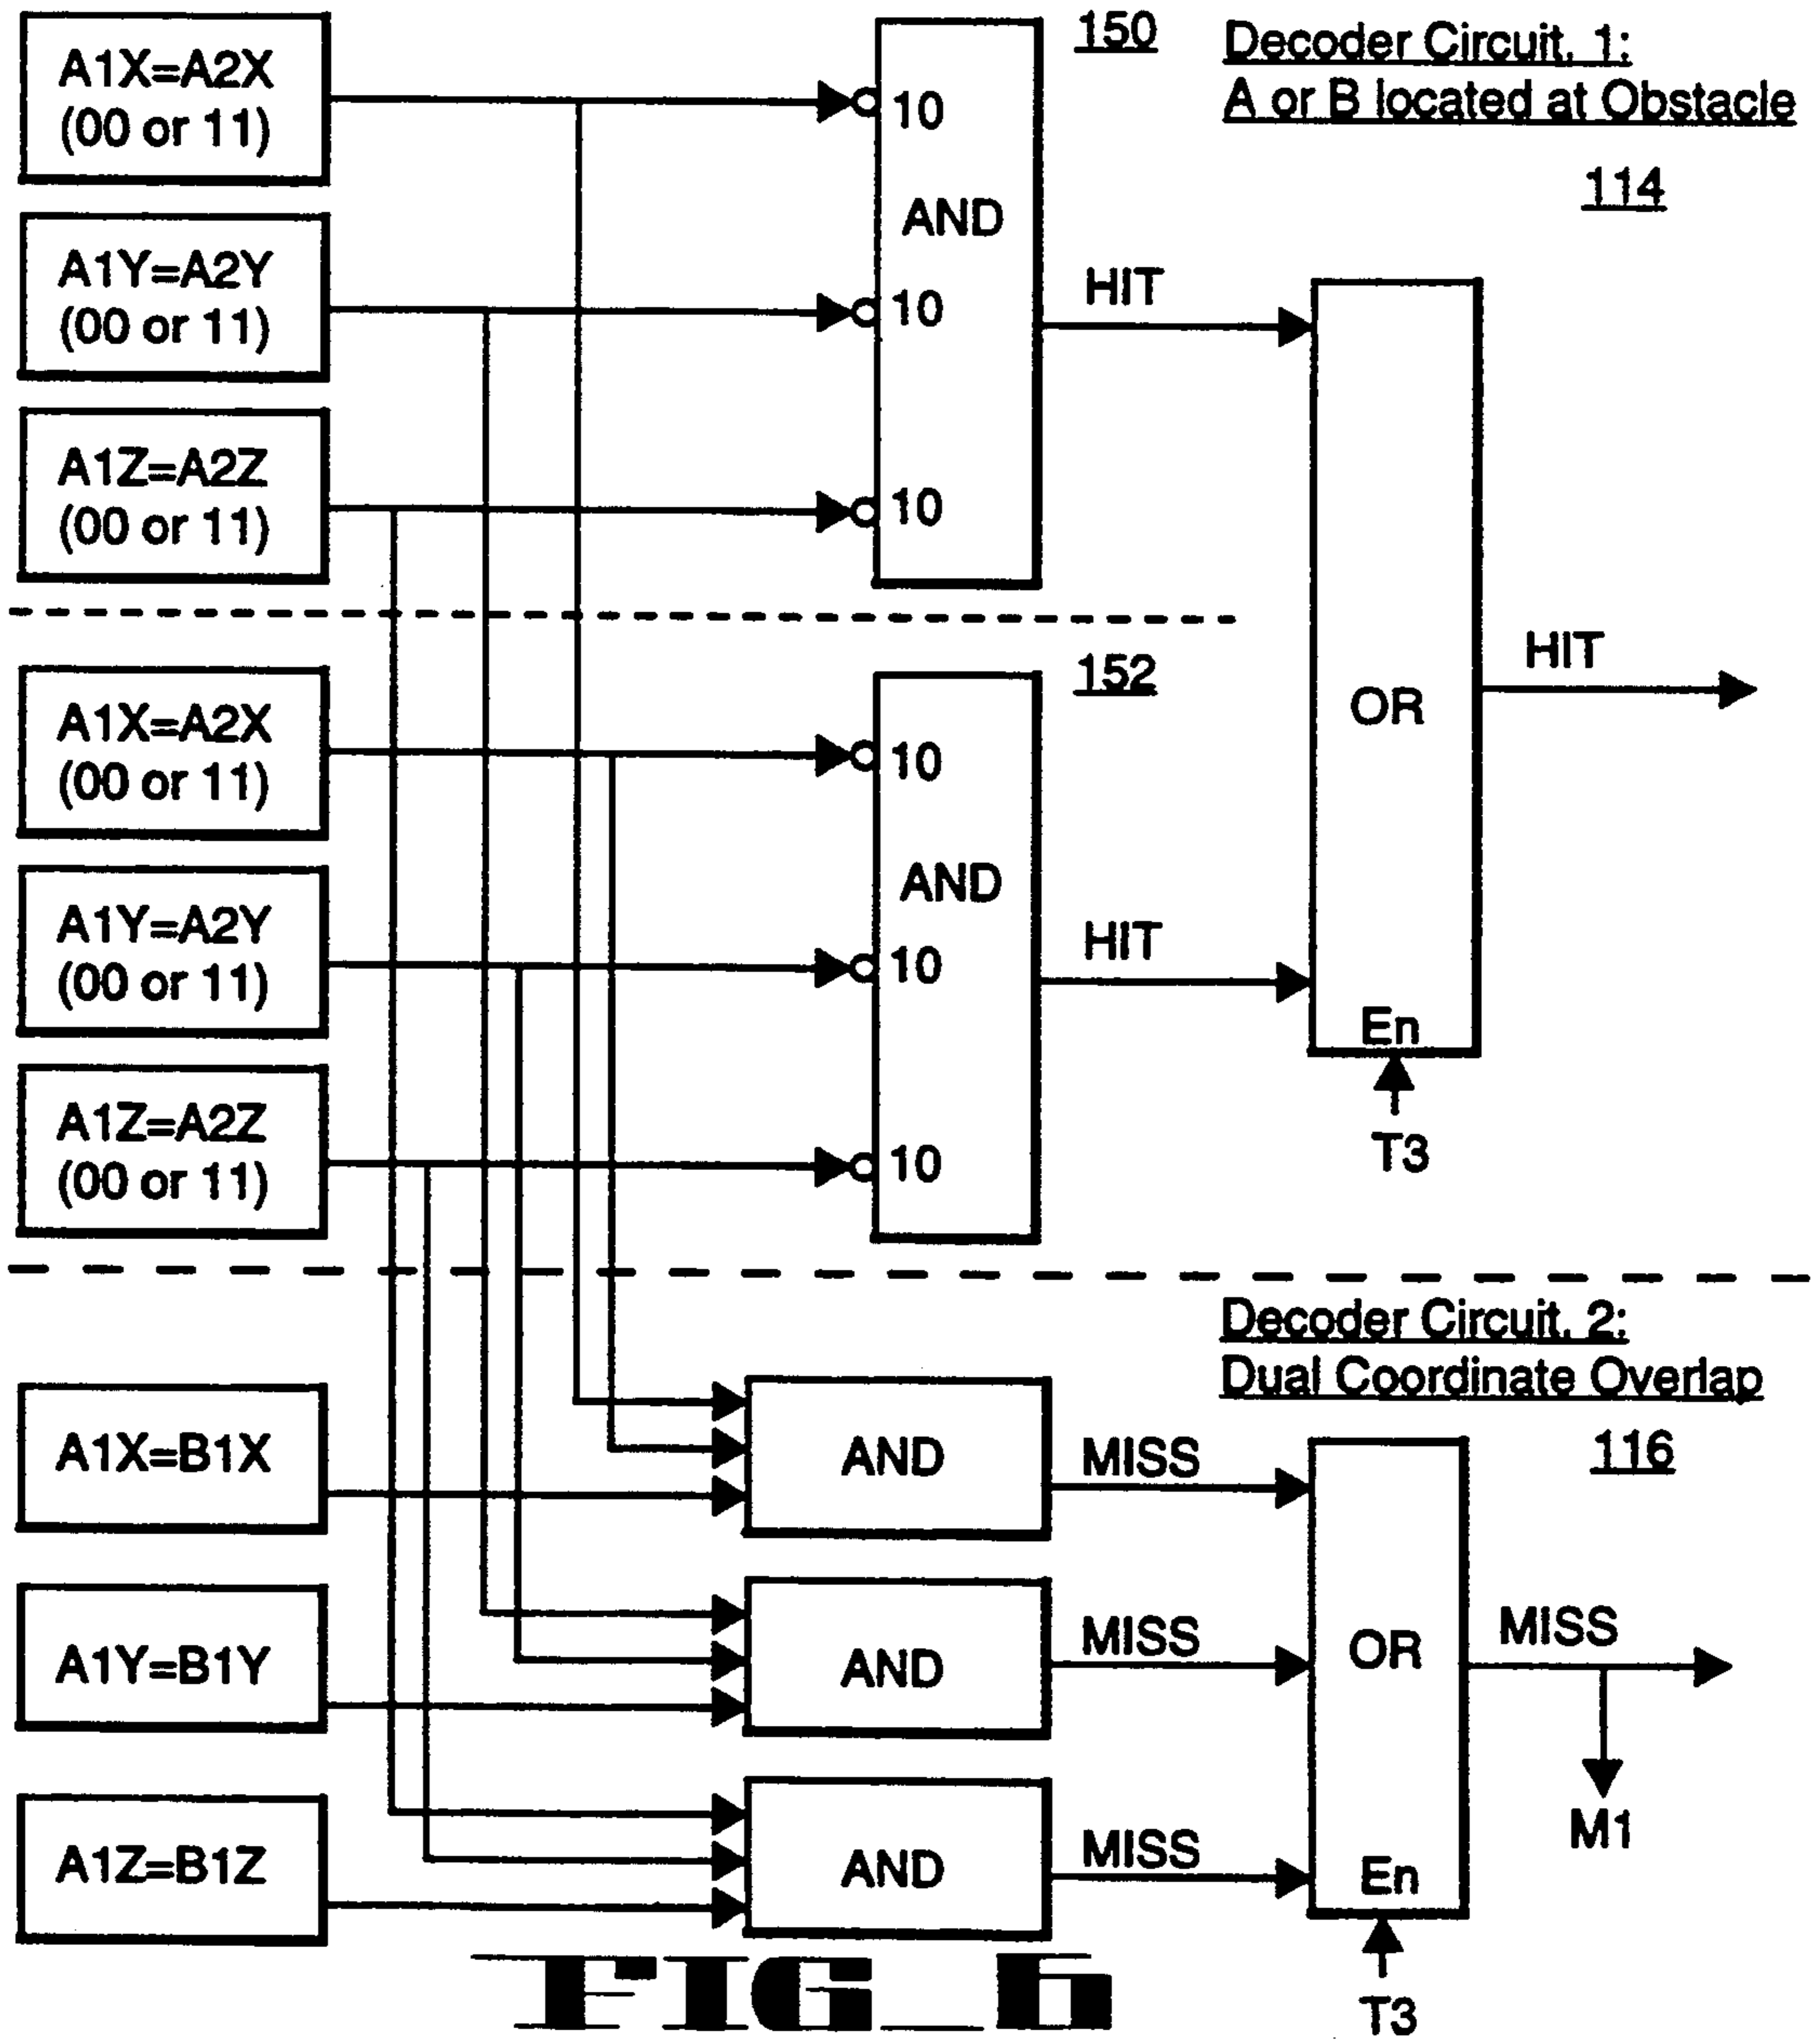 A1X=A2X
(00 or 11)
A1Y=A2Y
(00 or 11)
A1Z=A2Z
(00 or 11)
10
AND
10
10
150
Decoder Circuit. 1:
A or B located at Obstacle
114
HIT
A1X=A2X
(00 or 11)
A1Y=A2Y
(00 or 11)
A1Z=A2Z
(00 or 11)
10
AND
10
10
152
HIT
OR
En
T3
HIT
Decoder Circuit. 2:
Dual Coordinate Overlap
116
A1X=B1X
A1Y=B1Y
A1Z=B1Z
AND
AND
AND
MISS
MISS
MISS
OR
En
T3
MISS
M1
FIG_6